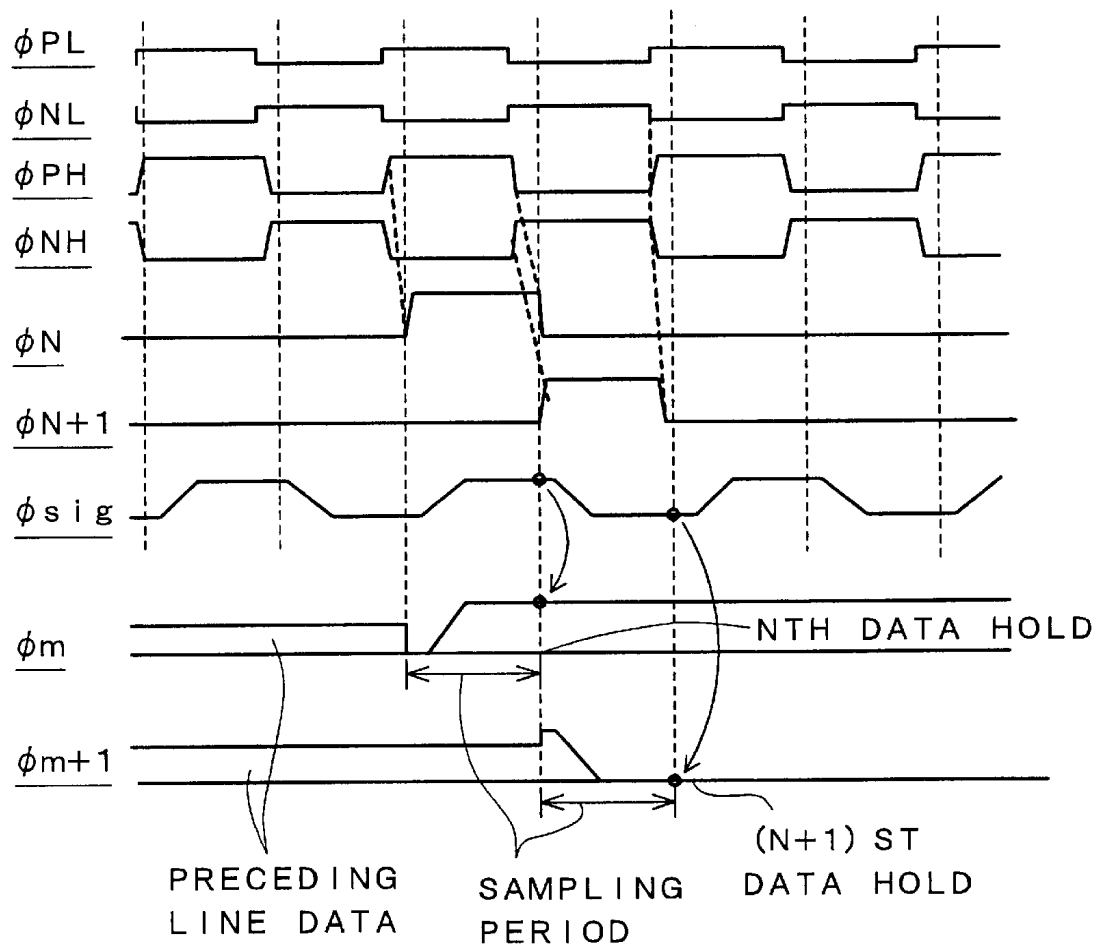 φPL
φNL
φPH
φNH
φN
φN+1
φsig
φm
NTH DATA HOLD
φm+1
PRECEDING
LINE DATA
SAMPLING
PERIOD
(N+1) ST
DATA HOLD